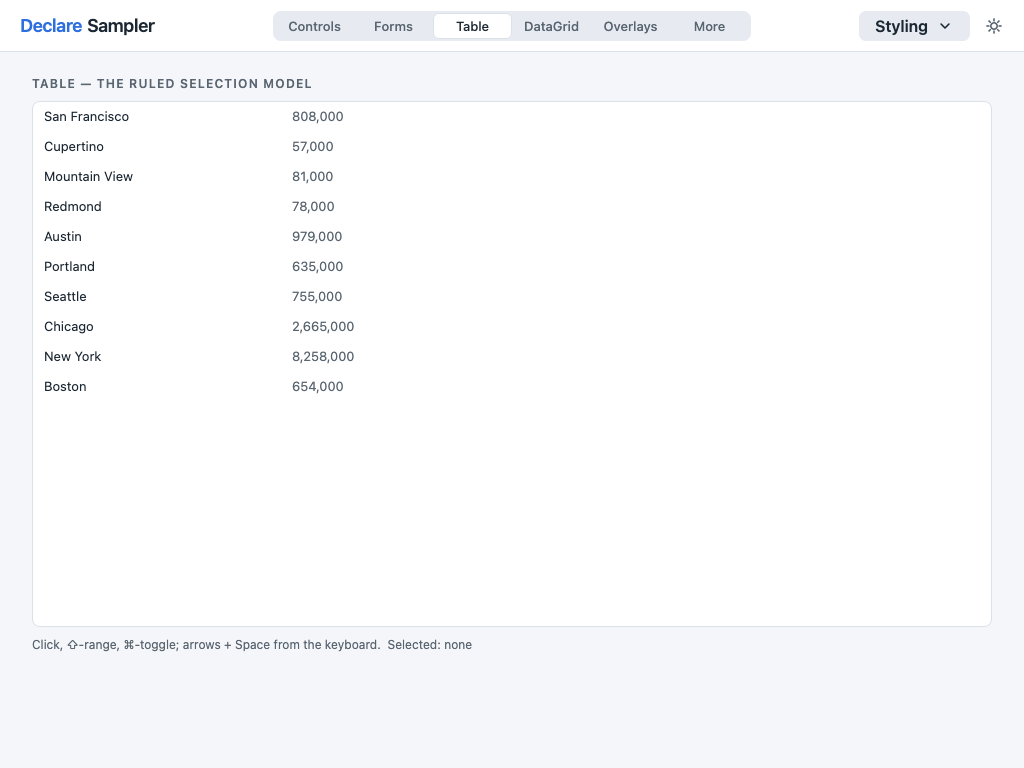 Declare Sampler
Controls Forms Table DataGrid Overlays More
Styling
TABLE — THE RULED SELECTION MODEL
San Francisco 808,000
Cupertino 57,000
Mountain View 81,000
Redmond 78,000
Austin 979,000
Portland 635,000
Seattle 755,000
Chicago 2,665,000
New York 8,258,000
Boston 654,000
Click, ⇧-range, ⌘-toggle; arrows + Space from the keyboard. Selected: none